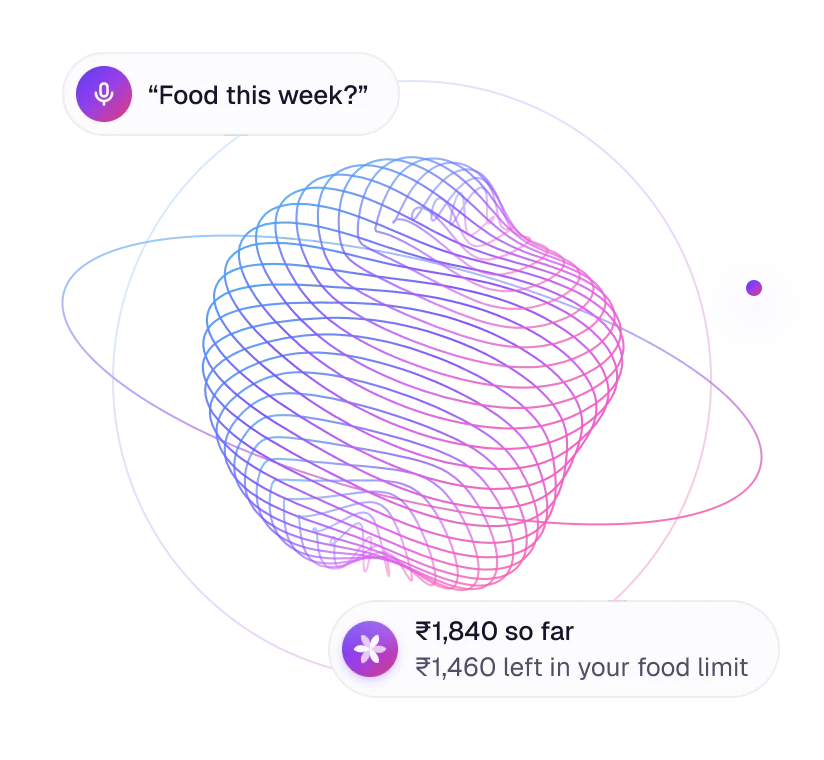 “Food this week?”
₹1,840 so far
₹1,460 left in your food limit